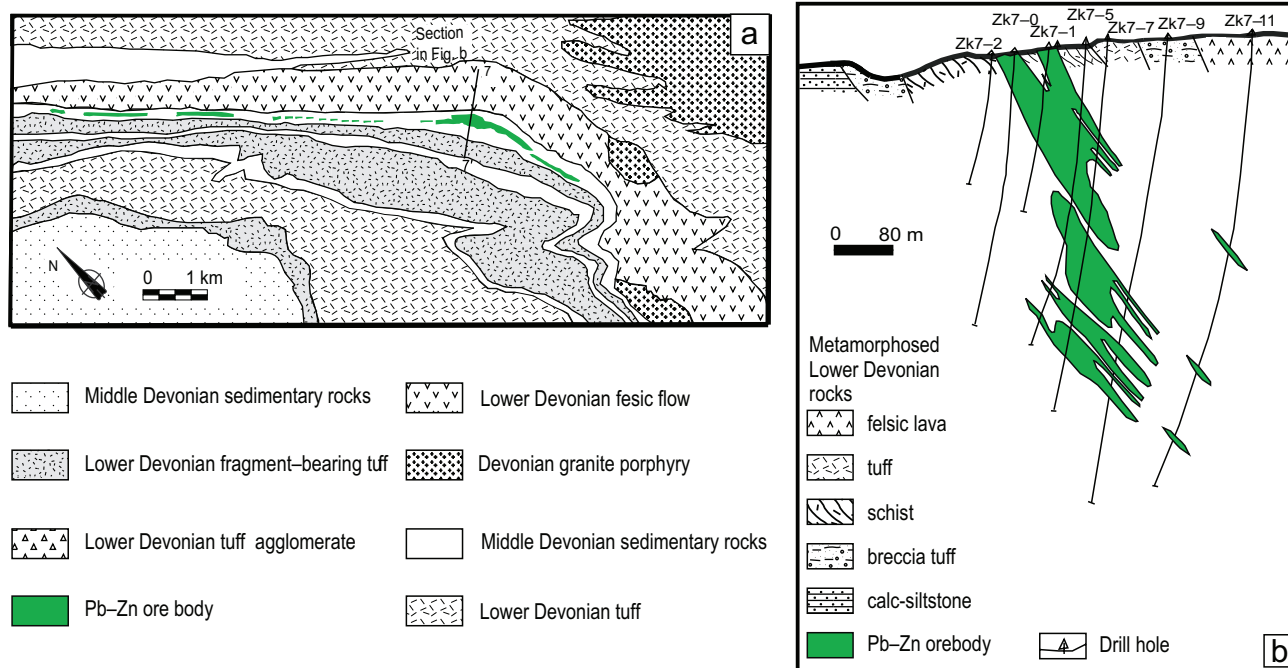 a
Section
in Fig. b
7
7
N
0 1 km
Middle Devonian sedimentary rocks
Lower Devonian fesic flow
Lower Devonian fragment–bearing tuff
Devonian granite porphyry
Lower Devonian tuff agglomerate
Middle Devonian sedimentary rocks
Pb–Zn ore body
Lower Devonian tuff
Zk7–2
Zk7–0
Zk7–1
Zk7–5
Zk7–7
Zk7–9
Zk7–11
0 80 m
Metamorphosed
Lower Devonian
rocks
felsic lava
tuff
schist
breccia tuff
calc-siltstone
Pb–Zn orebody
Drill hole
b